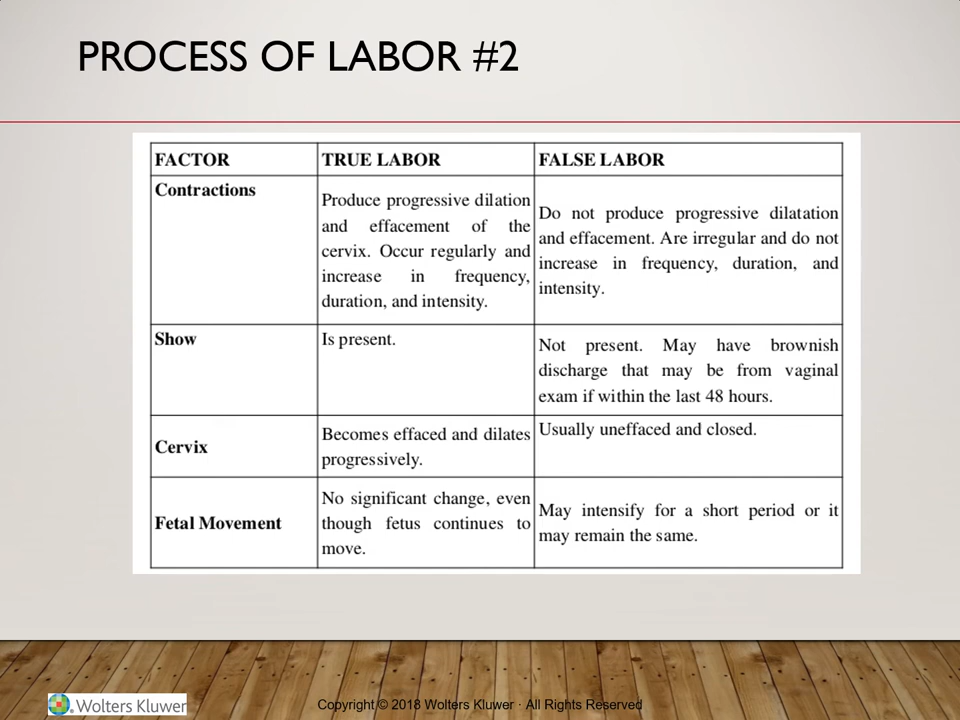 PROCESS OF LABOR #2
FACTOR
TRUE LABOR
FALSE LABOR
Contractions
Produce progressive dilation
and effacement of the
cervix. Occur regularly and
increase in frequency,
duration, and intensity.
Do not produce progressive dilatation
and effacement. Are irregular and do not
increase in frequency, duration, and
intensity.
Show
Is present.
Not present. May have brownish
discharge that may be from vaginal
exam if within the last 48 hours.
Cervix
Becomes effaced and dilates
progressively.
Usually uneffaced and closed.
Fetal Movement
No significant change, even
though fetus continues to
move.
May intensify for a short period or it
may remain the same.
Wolters Kluwer
Copyright © 2018 Wolters Kluwer · All Rights Reserved